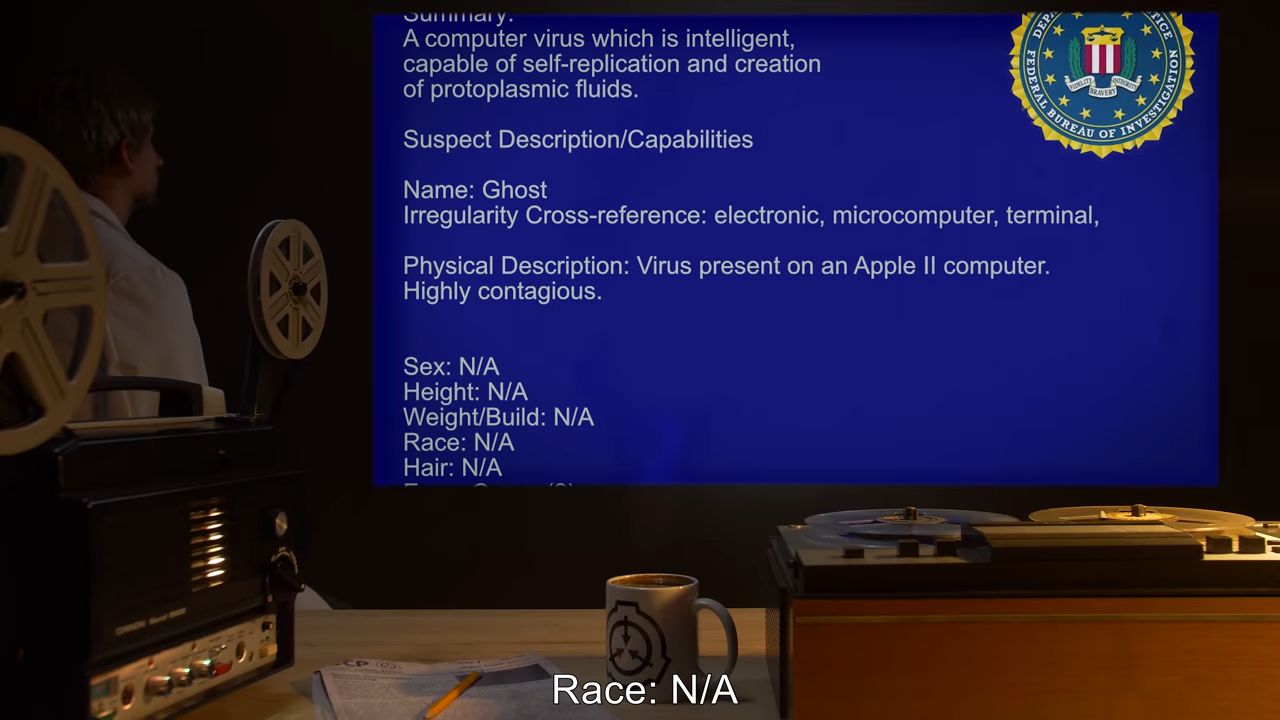 Summary:
A computer virus which is intelligent,
capable of self-replication and creation
of protoplasmic fluids.
Suspect Description/Capabilities
Name: Ghost
Irregularity Cross-reference: electronic, microcomputer, terminal,
Physical Description: Virus present on an Apple II computer.
Highly contagious.
Sex: N/A
Height: N/A
Weight/Build: N/A
Race: N/A
Hair: N/A
FEDERAL BUREAU OF INVESTIGATION
FIDELITY BRAVERY INTEGRITY
Race: N/A